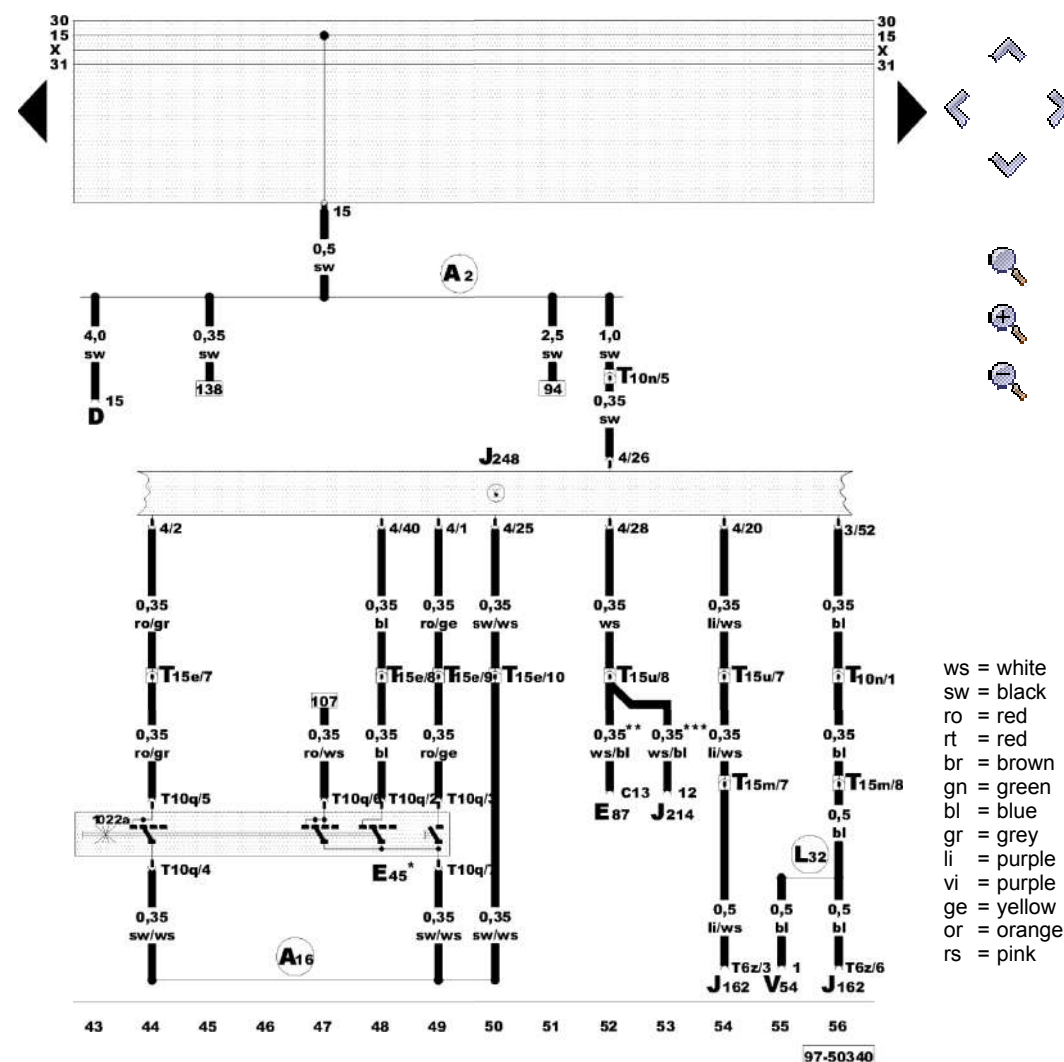 30 30
15 15
X X
31 31
15
0,5
sw
A2
4,0 0,35 2,5 1,0
sw sw sw sw
T10n/5
15 138 94
D
0,35
sw
J248 4/26
4/2 4/40 4/1 4/25 4/28 4/20 3/52
0,35 0,35 0,35 0,35 0,35 0,35 0,35
ro/gr bl ro/ge sw/ws ws li/ws bl
T15e/7 T15e/8 T15e/9 T15e/10 T15u/8 T15u/7 T10n/1
107
0,35 0,35 0,35 0,35 0,35** 0,35*** 0,35 0,35
ro/gr ro/ws bl ro/ge ws/bl ws/bl li/ws bl
T15m/7 T15m/8
T10q/5 T10q/6 T10q/2 T10q/3 C13 12
E87 J214
0,5
bl
1022a
T10q/4 E45* T10q/7
L32
0,35 0,35 0,35 0,5 0,5 0,5
sw/ws sw/ws sw/ws li/ws bl bl
A16
T6z/3 1 T6z/6
J162 V54 J162
43 44 45 46 47 48 49 50 51 52 53 54 55 56
97-50340
ws = white
sw = black
ro = red
rt = red
br = brown
gn = green
bl = blue
gr = grey
li = purple
vi = purple
ge = yellow
or = orange
rs = pink